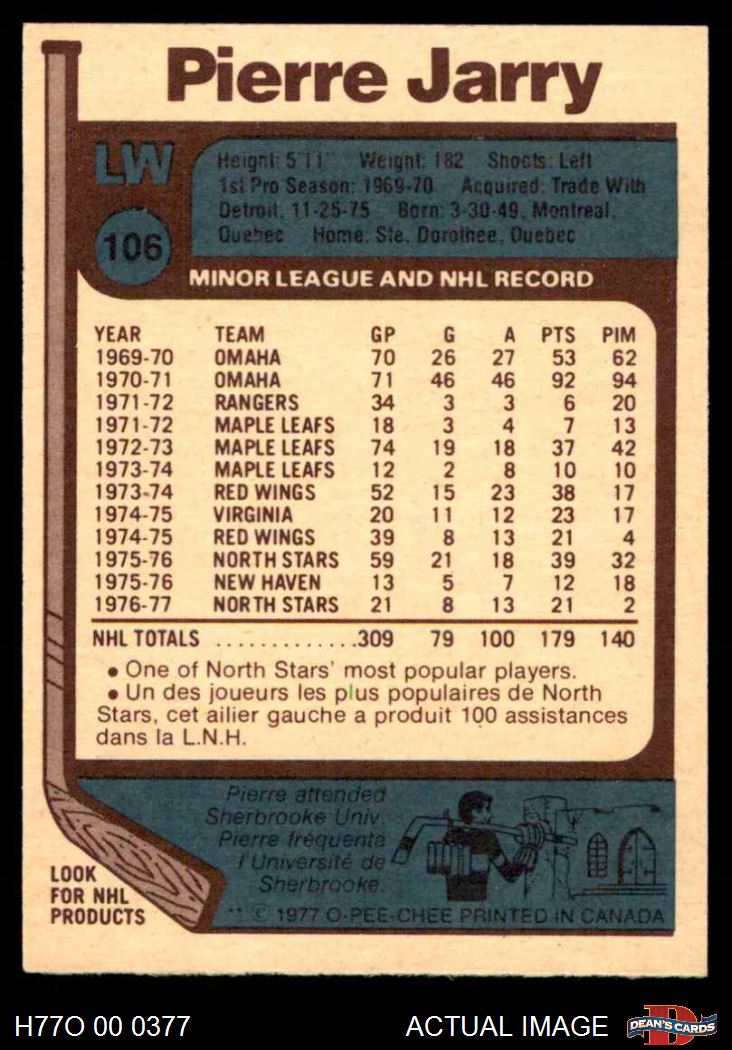 Pierre Jarry
LW
106
Height: 5'11" Weight: 182 Shoots: Left
1st Pro Season: 1969-70 Acquired: Trade With
Detroit, 11-25-75 Born: 3-30-49, Montreal,
Quebec Home: Ste. Dorothee, Quebec
MINOR LEAGUE AND NHL RECORD
YEAR TEAM GP G A PTS PIM
1969-70 OMAHA 70 26 27 53 62
1970-71 OMAHA 71 46 46 92 94
1971-72 RANGERS 34 3 3 6 20
1971-72 MAPLE LEAFS 18 3 4 7 13
1972-73 MAPLE LEAFS 74 19 18 37 42
1973-74 MAPLE LEAFS 12 2 8 10 10
1973-74 RED WINGS 52 15 23 38 17
1974-75 VIRGINIA 20 11 12 23 17
1974-75 RED WINGS 39 8 13 21 4
1975-76 NORTH STARS 59 21 18 39 32
1975-76 NEW HAVEN 13 5 7 12 18
1976-77 NORTH STARS 21 8 13 21 2
NHL TOTALS .............309 79 100 179 140
• One of North Stars' most popular players.
• Un des joueurs les plus populaires de North
Stars, cet ailier gauche a produit 100 assistances
dans la L.N.H.
Pierre attended
Sherbrooke Univ.
Pierre fréquenta
l'Université de
Sherbrooke.
LOOK
FOR NHL
PRODUCTS
** © 1977 O-PEE-CHEE PRINTED IN CANADA
H77O 00 0377
ACTUAL IMAGE
DEAN'S CARDS